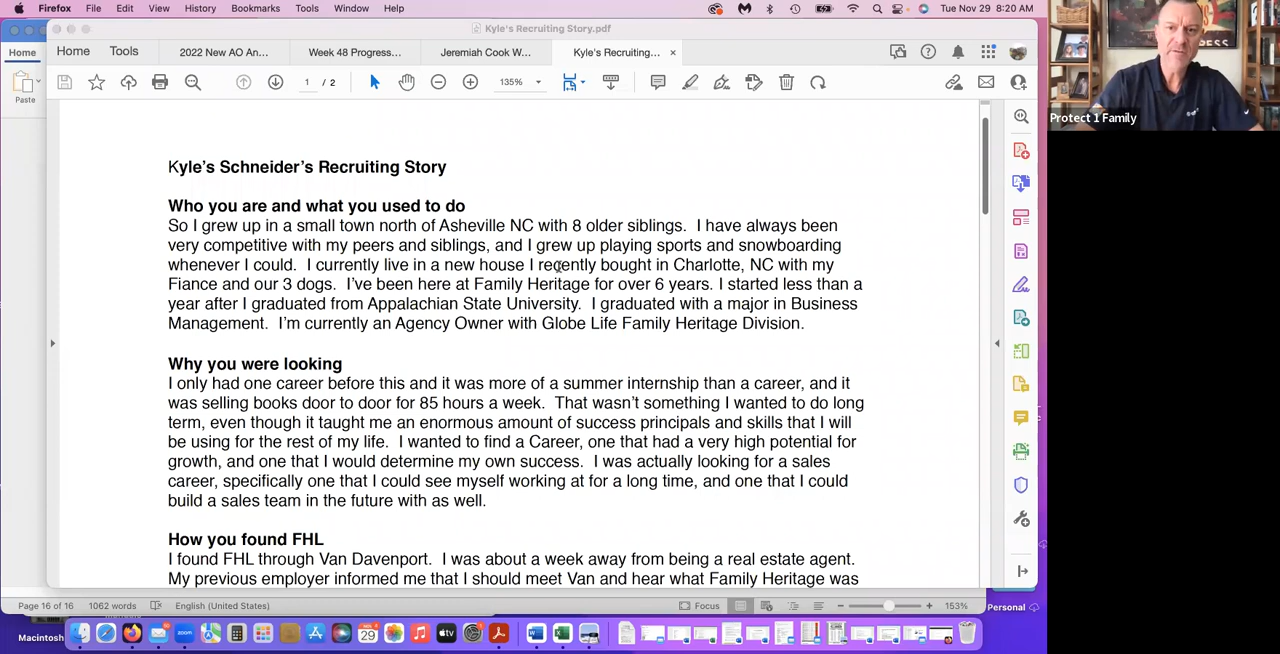 Firefox File Edit View History Bookmarks Tools Window Help
Tue Nov 29 8:20 AM
Kyle's Recruiting Story.pdf
Home
Home Tools 2022 New AO An... Week 48 Progress... Jeremiah Cook W... Kyle's Recruiting... ×
Paste
1 / 2
135%
Protect 1 Family
Kyle's Schneider's Recruiting Story
Who you are and what you used to do
So I grew up in a small town north of Asheville NC with 8 older siblings. I have always been
very competitive with my peers and siblings, and I grew up playing sports and snowboarding
whenever I could. I currently live in a new house I recently bought in Charlotte, NC with my
Fiance and our 3 dogs. I've been here at Family Heritage for over 6 years. I started less than a
year after I graduated from Appalachian State University. I graduated with a major in Business
Management. I'm currently an Agency Owner with Globe Life Family Heritage Division.
Why you were looking
I only had one career before this and it was more of a summer internship than a career, and it
was selling books door to door for 85 hours a week. That wasn't something I wanted to do long
term, even though it taught me an enormous amount of success principals and skills that I will
be using for the rest of my life. I wanted to find a Career, one that had a very high potential for
growth, and one that I would determine my own success. I was actually looking for a sales
career, specifically one that I could see myself working at for a long time, and one that I could
build a sales team in the future with as well.
How you found FHL
I found FHL through Van Davenport. I was about a week away from being a real estate agent.
My previous employer informed me that I should meet Van and hear what Family Heritage was
Page 16 of 16 1062 words English (United States) Focus 153%
Personal
Macintosh
zoom
NOV 29
tv